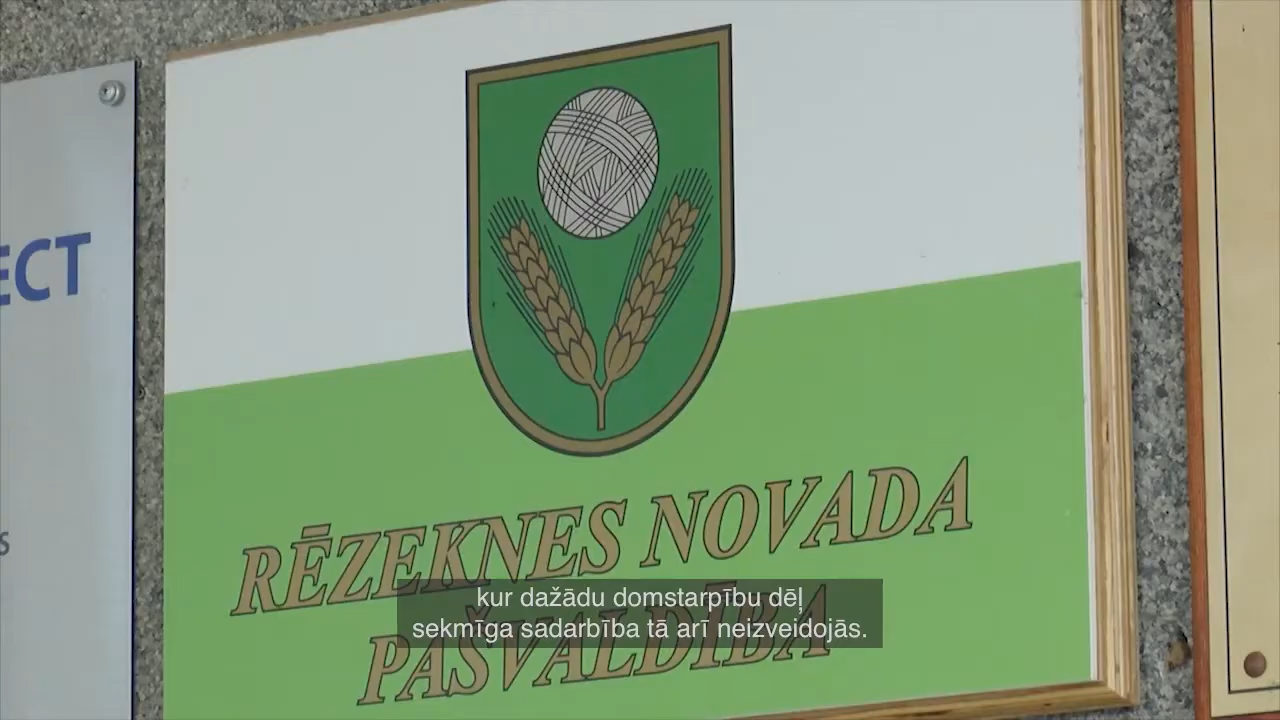 ECT
s
RĒZEKNES NOVADA
PAŠVALDĪBA
kur dažādu domstarpību dēļ
sekmīga sadarbība tā arī neizveidojās.